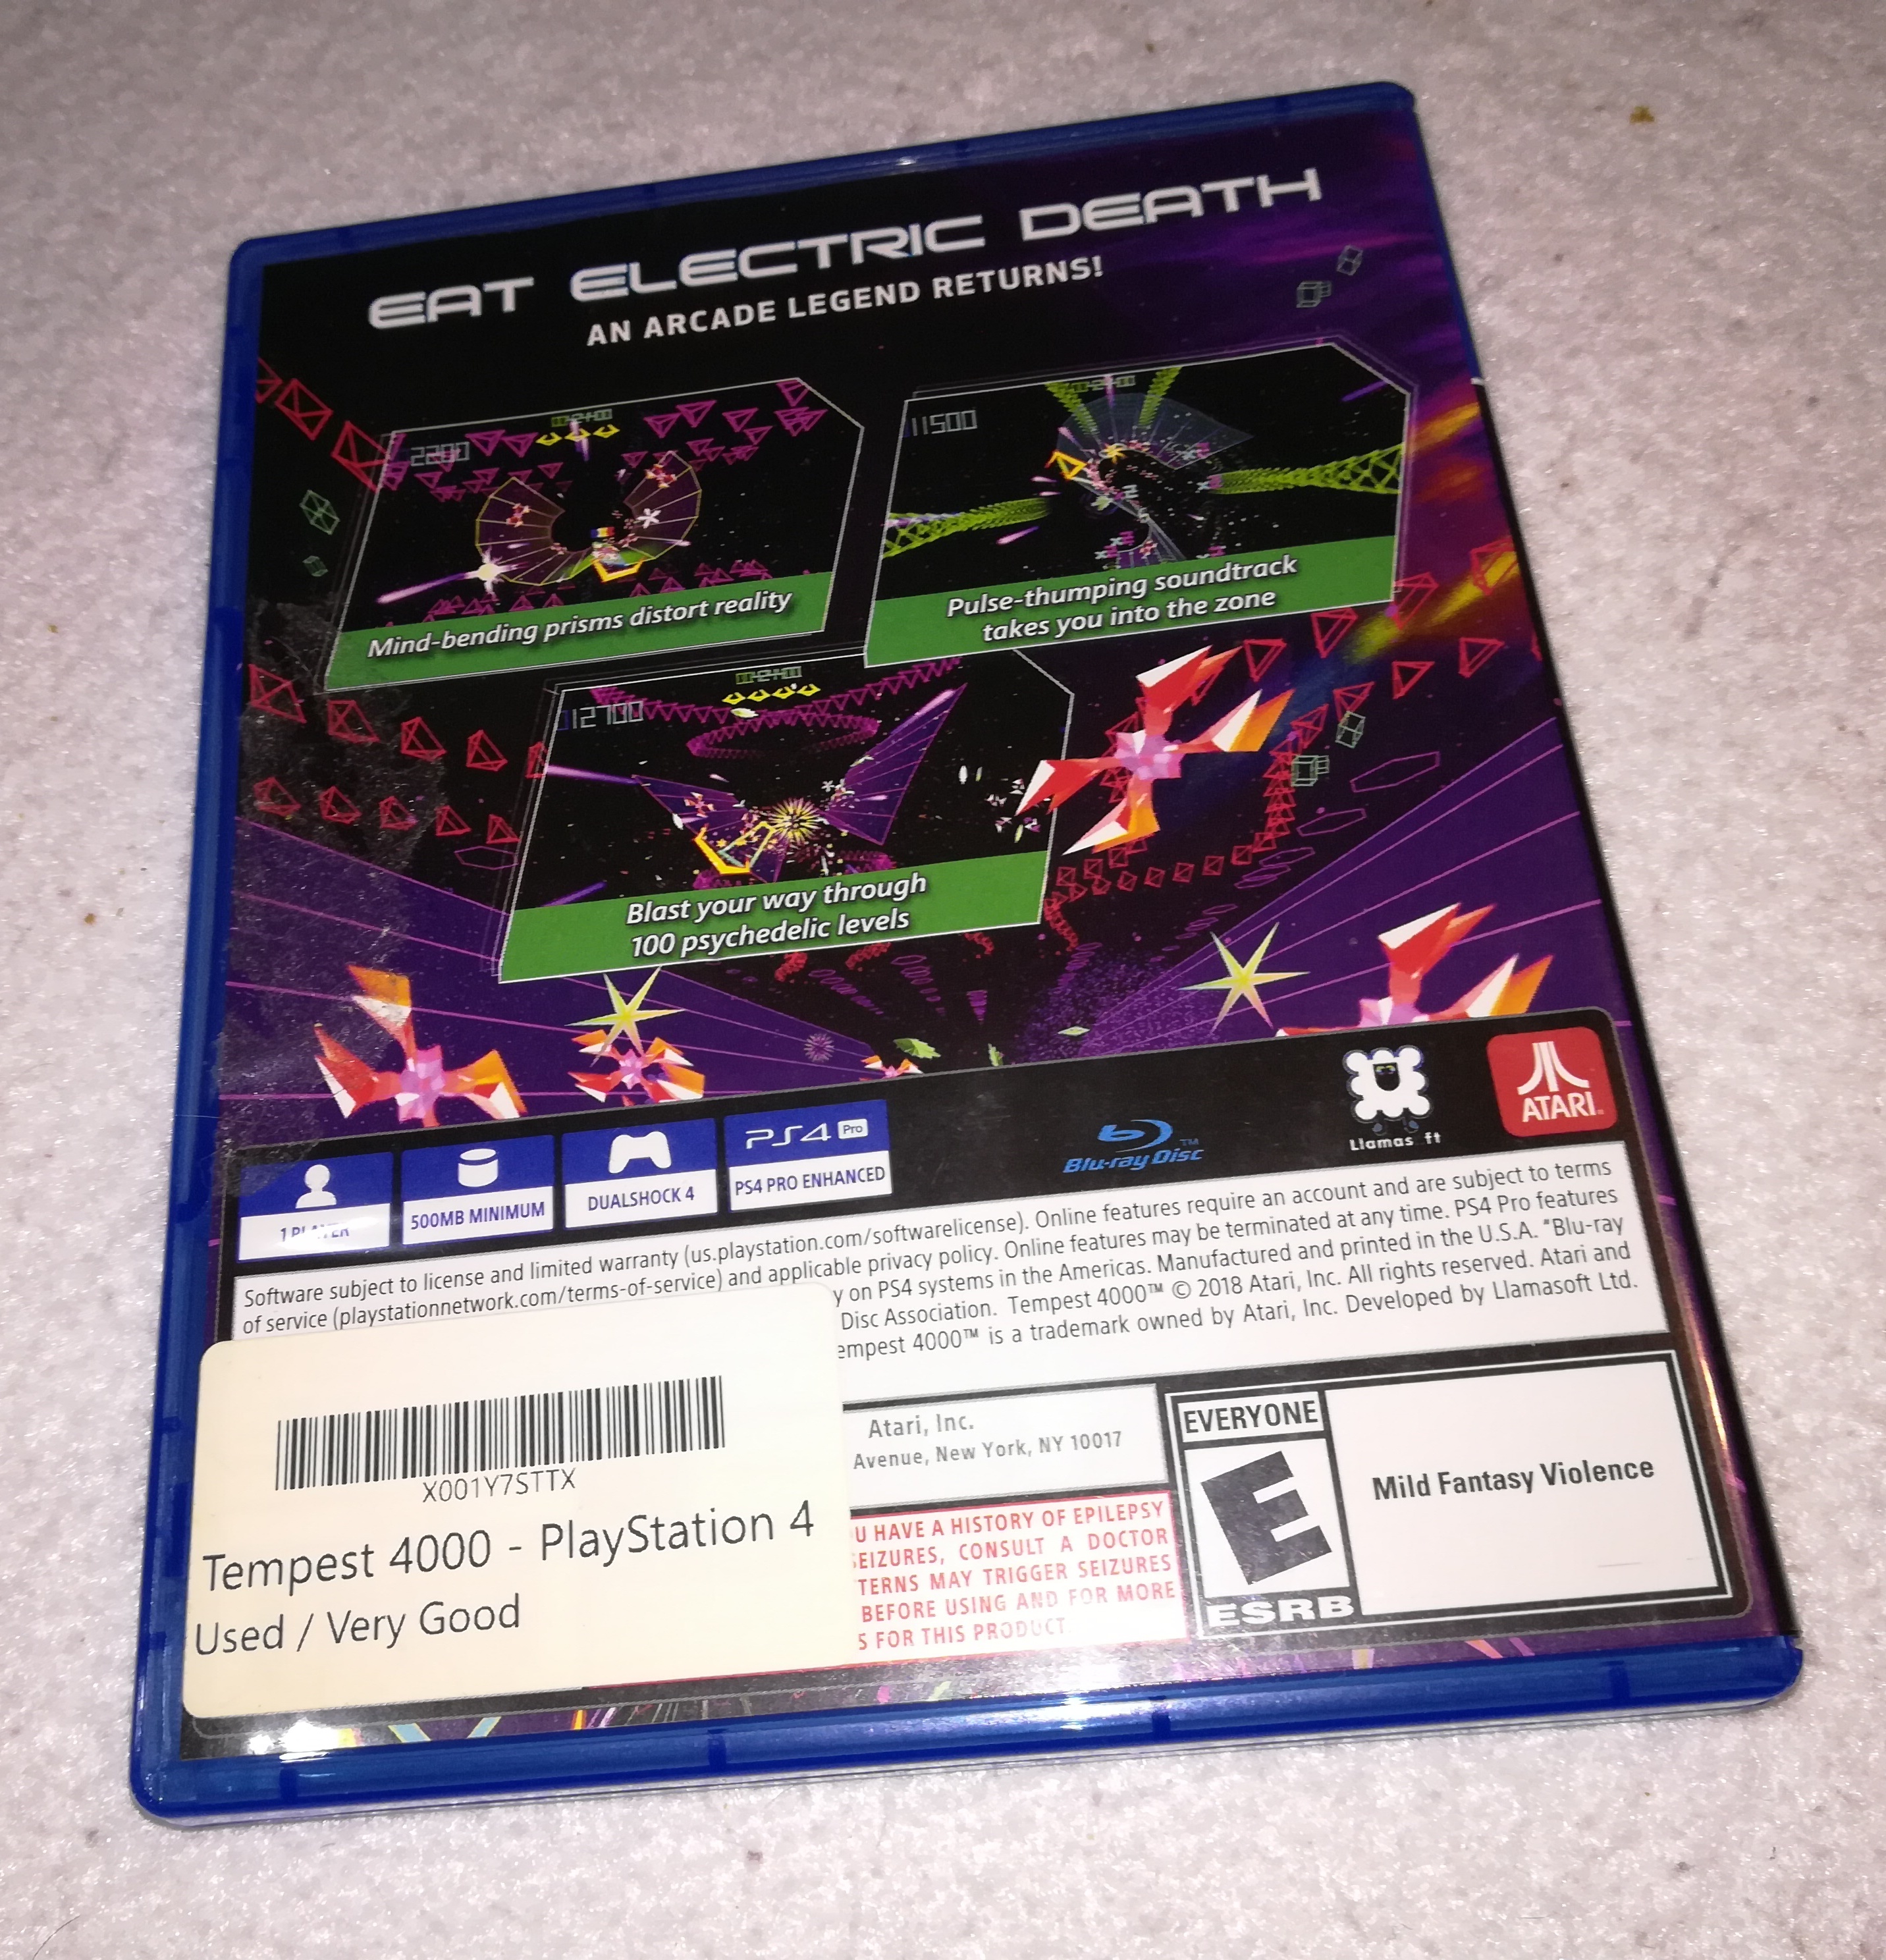 EAT ELECTRIC DEATH
AN ARCADE LEGEND RETURNS!
2200
Mind-bending prisms distort reality
11500
Pulse-thumping soundtrack
takes you into the zone
12700
Blast your way through
100 psychedelic levels
1 PLAYER
500MB MINIMUM
DUALSHOCK 4
PS4 Pro
PS4 PRO ENHANCED
Blu-ray Disc™
Llamas ft
ATARI
Software subject to license and limited warranty (us.playstation.com/softwarelicense). Online features require an account and are subject to terms
of service (playstationnetwork.com/terms-of-service) and applicable privacy policy. Online features may be terminated at any time. PS4 Pro features
y on PS4 systems in the Americas. Manufactured and printed in the U.S.A. "Blu-ray
Disc Association. Tempest 4000™ © 2018 Atari, Inc. All rights reserved. Atari and
empest 4000™ is a trademark owned by Atari, Inc. Developed by Llamasoft Ltd.
X001Y7STTX
Tempest 4000 - PlayStation 4
Used / Very Good
Atari, Inc.
Avenue, New York, NY 10017
U HAVE A HISTORY OF EPILEPSY
EIZURES, CONSULT A DOCTOR
TERNS MAY TRIGGER SEIZURES
BEFORE USING AND FOR MORE
S FOR THIS PRODUCT.
EVERYONE
E
ESRB
Mild Fantasy Violence